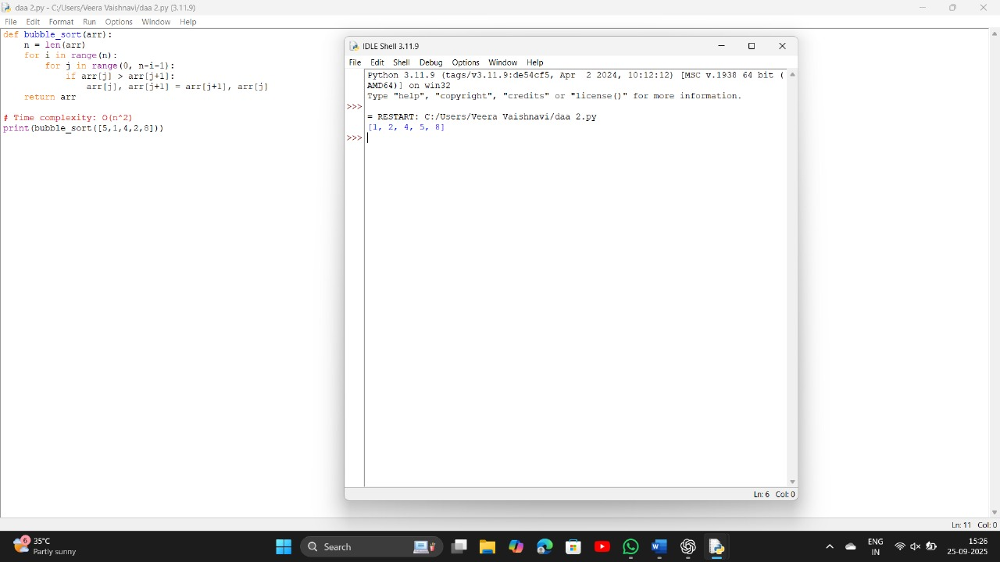 daa 2.py - C:/Users/Veera Vaishnavi/daa 2.py (3.11.9)
File Edit Format Run Options Window Help
def bubble_sort(arr):
    n = len(arr)
    for i in range(n):
        for j in range(0, n-i-1):
            if arr[j] > arr[j+1]:
                arr[j], arr[j+1] = arr[j+1], arr[j]
    return arr
# Time complexity: O(n^2)
print(bubble_sort([5,1,4,2,8]))
IDLE Shell 3.11.9
File Edit Shell Debug Options Window Help
Python 3.11.9 (tags/v3.11.9:de54cf5, Apr  2 2024, 10:12:12) [MSC v.1938 64 bit (
AMD64)] on win32
Type "help", "copyright", "credits" or "license()" for more information.
>>>
= RESTART: C:/Users/Veera Vaishnavi/daa 2.py
[1, 2, 4, 5, 8]
>>>
Ln: 6 Col: 0
Ln: 11 Col: 0
6
35°C
Partly sunny
Search
ENG
IN
15:26
25-09-2025